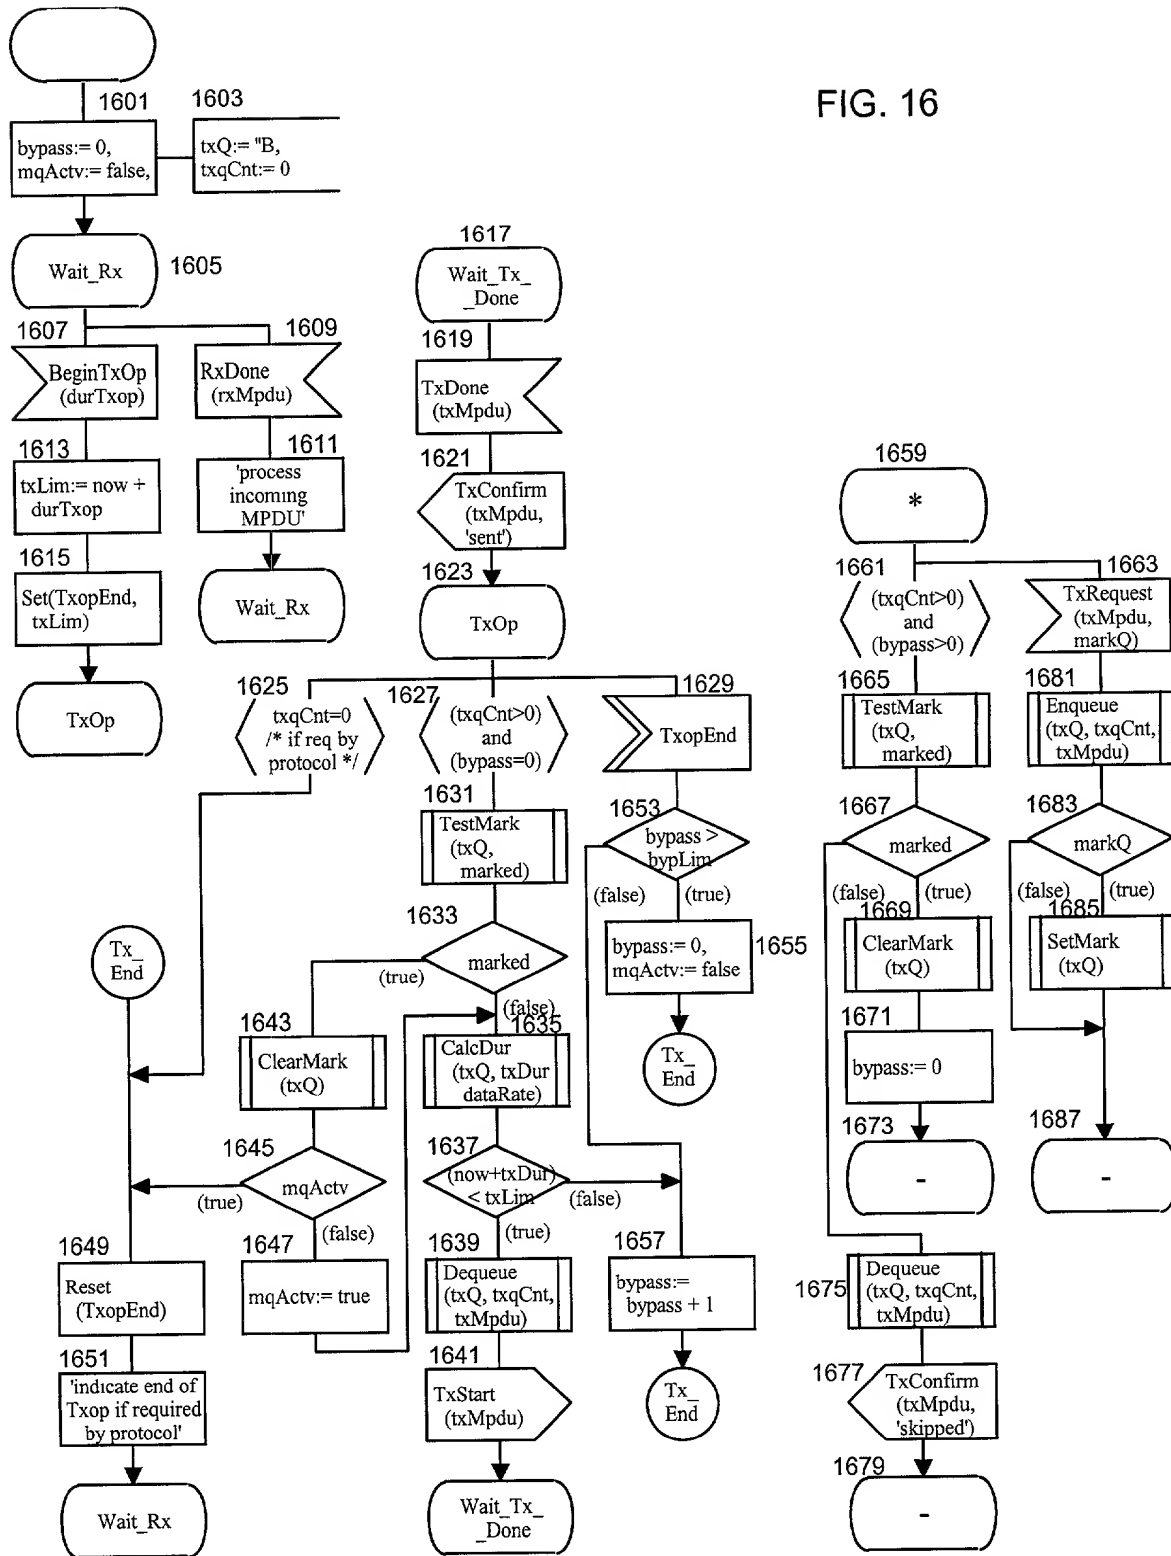 FIG. 16
1601
bypass:= 0,
mqActv:= false,
1603
txQ:= "B,
txqCnt:= 0
Wait_Rx
1605
1607
BeginTxOp
(durTxop)
1609
RxDone
(rxMpdu)
1613
txLim:= now +
durTxop
1611
'process
incoming
MPDU'
1615
Set(TxopEnd,
txLim)
Wait_Rx
TxOp
1617
Wait_Tx_
_Done
1619
TxDone
(txMpdu)
1621
TxConfirm
(txMpdu,
'sent')
1623
TxOp
1625
txqCnt=0
/* if req by
protocol */
1627
(txqCnt>0)
and
(bypass=0)
1629
TxopEnd
1631
TestMark
(txQ,
marked)
1633
marked
(true)
(false)
1653
bypass >
bypLim
(false)
(true)
bypass:= 0,
mqActv:= false
1655
Tx_
End
Tx_
End
1643
ClearMark
(txQ)
1635
CalcDur
(txQ, txDur
dataRate)
1645
mqActv
(true)
(false)
1637
(now+txDur)
< txLim
(false)
(true)
1649
Reset
(TxopEnd)
1647
mqActv:= true
1639
Dequeue
(txQ, txqCnt,
txMpdu)
1657
bypass:=
bypass + 1
1651
'indicate end of
Txop if required
by protocol'
1641
TxStart
(txMpdu)
Tx_
End
Wait_Rx
Wait_Tx_
_Done
1659
*
1661
(txqCnt>0)
and
(bypass>0)
1663
TxRequest
(txMpdu,
markQ)
1665
TestMark
(txQ,
marked)
1681
Enqueue
(txQ, txqCnt,
txMpdu)
1667
marked
(false)
(true)
1683
markQ
(false)
(true)
1669
ClearMark
(txQ)
1685
SetMark
(txQ)
1671
bypass:= 0
1673
-
1687
-
1675
Dequeue
(txQ, txqCnt,
txMpdu)
1677
TxConfirm
(txMpdu,
'skipped')
1679
-